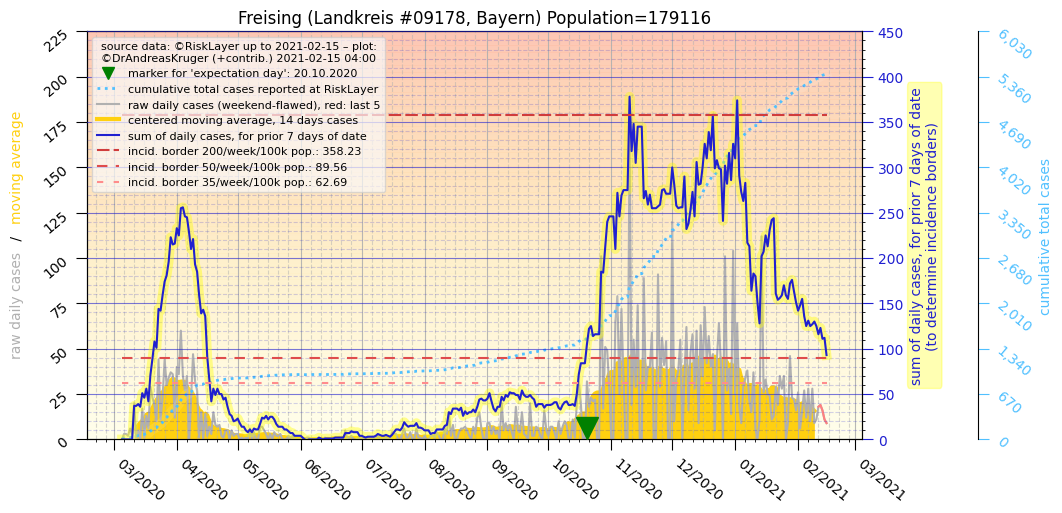 Freising (Landkreis #09178, Bayern) Population=179116
source data: ©RiskLayer up to 2021-02-15 – plot:
©DrAndreasKruger (+contrib.) 2021-02-15 04:00
marker for 'expectation day': 20.10.2020
cumulative total cases reported at RiskLayer
raw daily cases (weekend-flawed), red: last 5
centered moving average, 14 days cases
sum of daily cases, for prior 7 days of date
incid. border 200/week/100k pop.: 358.23
incid. border 50/week/100k pop.: 89.56
incid. border 35/week/100k pop.: 62.69
raw daily cases / moving average
225
200
175
150
125
100
75
50
25
0
450
400
350
300
250
200
150
100
50
0
sum of daily cases, for prior 7 days of date
(to determine incidence borders)
6,030
5,360
4,690
4,020
3,350
2,680
2,010
1,340
670
0
cumulative total cases
03/2020
04/2020
05/2020
06/2020
07/2020
08/2020
09/2020
10/2020
11/2020
12/2020
01/2021
02/2021
03/2021